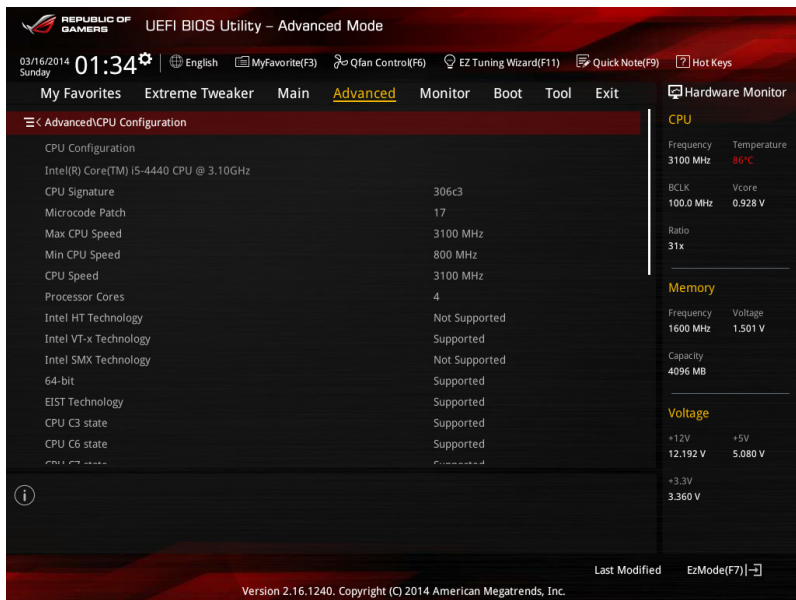 REPUBLIC OF
GAMERS
UEFI BIOS Utility – Advanced Mode
03/16/2014
Sunday
01:34
English
MyFavorite(F3)
Qfan Control(F6)
EZ Tuning Wizard(F11)
Quick Note(F9)
? Hot Keys
My Favorites
Extreme Tweaker
Main
Advanced
Monitor
Boot
Tool
Exit
Hardware Monitor
< Advanced\CPU Configuration
CPU Configuration
Intel(R) Core(TM) i5-4440 CPU @ 3.10GHz
CPU Signature 306c3
Microcode Patch 17
Max CPU Speed 3100 MHz
Min CPU Speed 800 MHz
CPU Speed 3100 MHz
Processor Cores 4
Intel HT Technology Not Supported
Intel VT-x Technology Supported
Intel SMX Technology Not Supported
64-bit Supported
EIST Technology Supported
CPU C3 state Supported
CPU C6 state Supported
CPU C7 state Supported
CPU
Frequency Temperature
3100 MHz 86°C
BCLK Vcore
100.0 MHz 0.928 V
Ratio
31x
Memory
Frequency Voltage
1600 MHz 1.501 V
Capacity
4096 MB
Voltage
+12V +5V
12.192 V 5.080 V
+3.3V
3.360 V
i
Last Modified
EzMode(F7)
Version 2.16.1240. Copyright (C) 2014 American Megatrends, Inc.